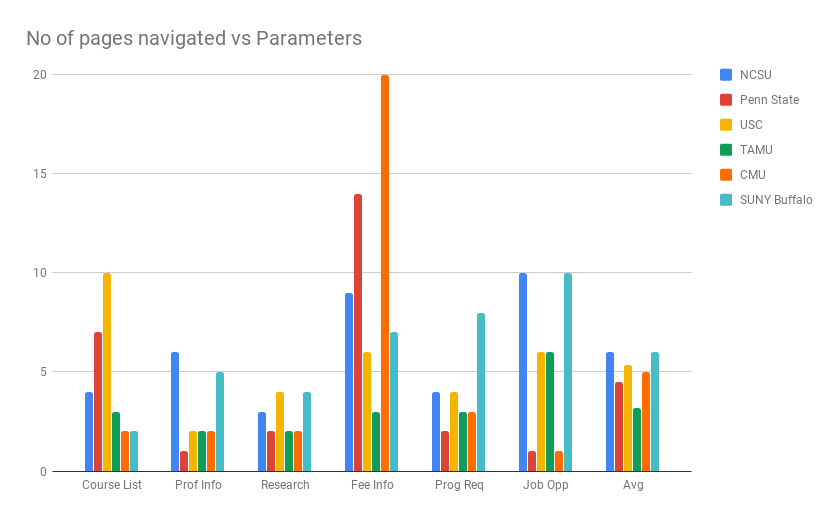 No of pages navigated vs Parameters
20
15
10
5
0
Course List
Prof Info
Research
Fee Info
Prog Req
Job Opp
Avg
NCSU
Penn State
USC
TAMU
CMU
SUNY Buffalo